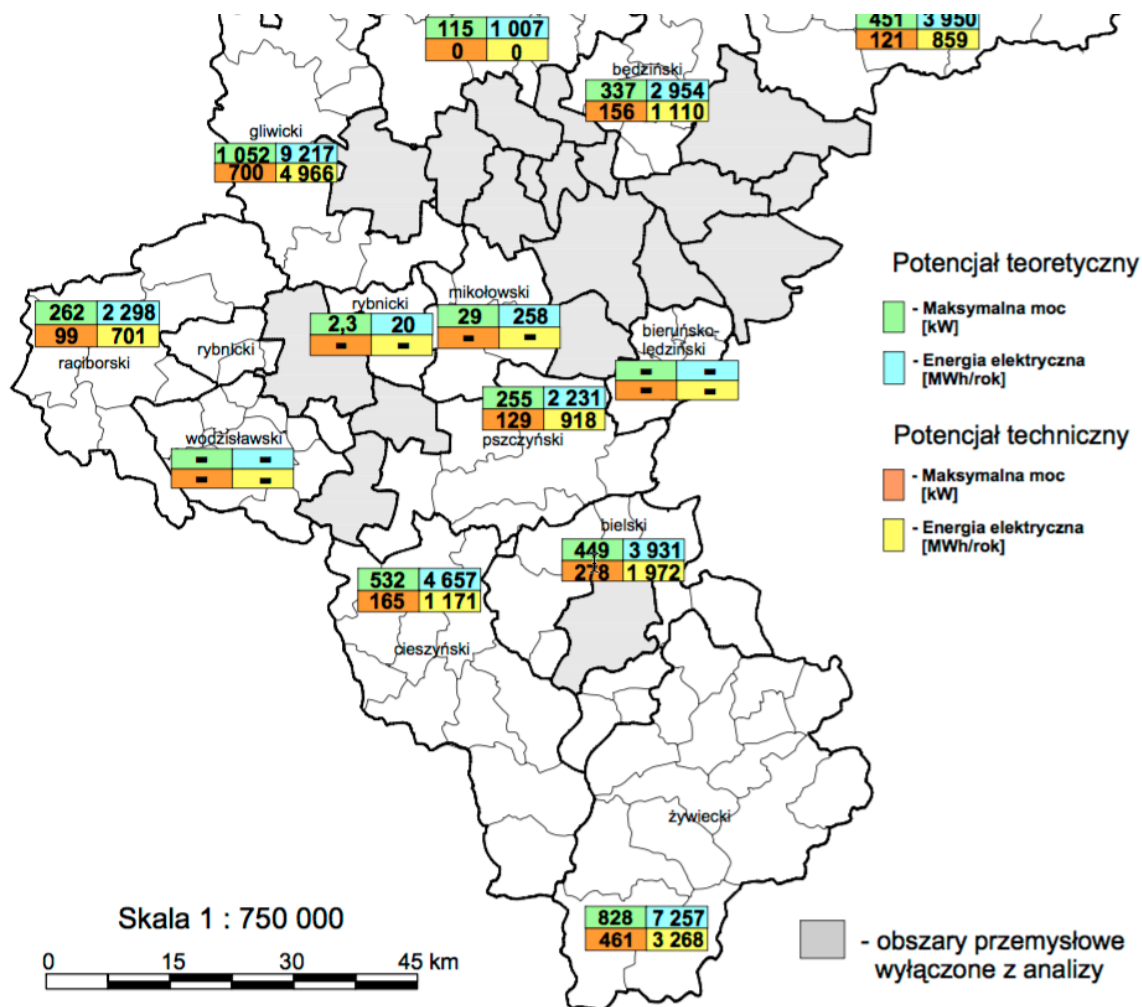 115 1 007
0 0
451 3 950
121 859
będziński
337 2 954
156 1 110
gliwicki
1 052 9 217
700 4 966
Potencjał teoretyczny
- Maksymalna moc
[kW]
- Energia elektryczna
[MWh/rok]
Potencjał techniczny
- Maksymalna moc
[kW]
- Energia elektryczna
[MWh/rok]
262 2 298
99 701
raciborski
rybnicki
rybnicki
2,3 20
- -
mikołowski
29 258
- -
bieruńsko-
lędziński
- -
- -
255 2 231
129 918
pszczyński
wodzisławski
- -
- -
bielski
449 3 931
278 1 972
532 4 657
165 1 171
cieszyński
żywiecki
828 7 257
461 3 268
Skala 1 : 750 000
0 15 30 45 km
- obszary przemysłowe
wyłączone z analizy